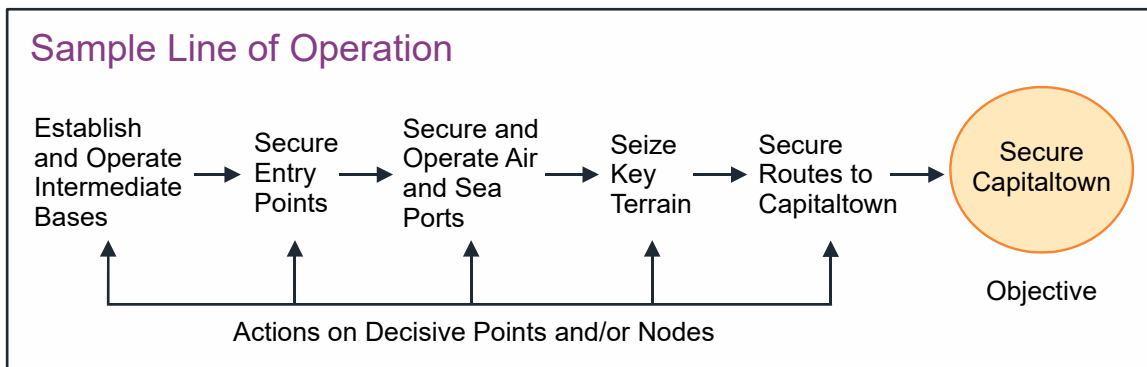 Sample Line of Operation
Establish
and Operate
Intermediate
Bases
Secure
Entry
Points
Secure and
Operate Air
and Sea
Ports
Seize
Key
Terrain
Secure
Routes to
Capitaltown
Secure
Capitaltown
Objective
Actions on Decisive Points and/or Nodes